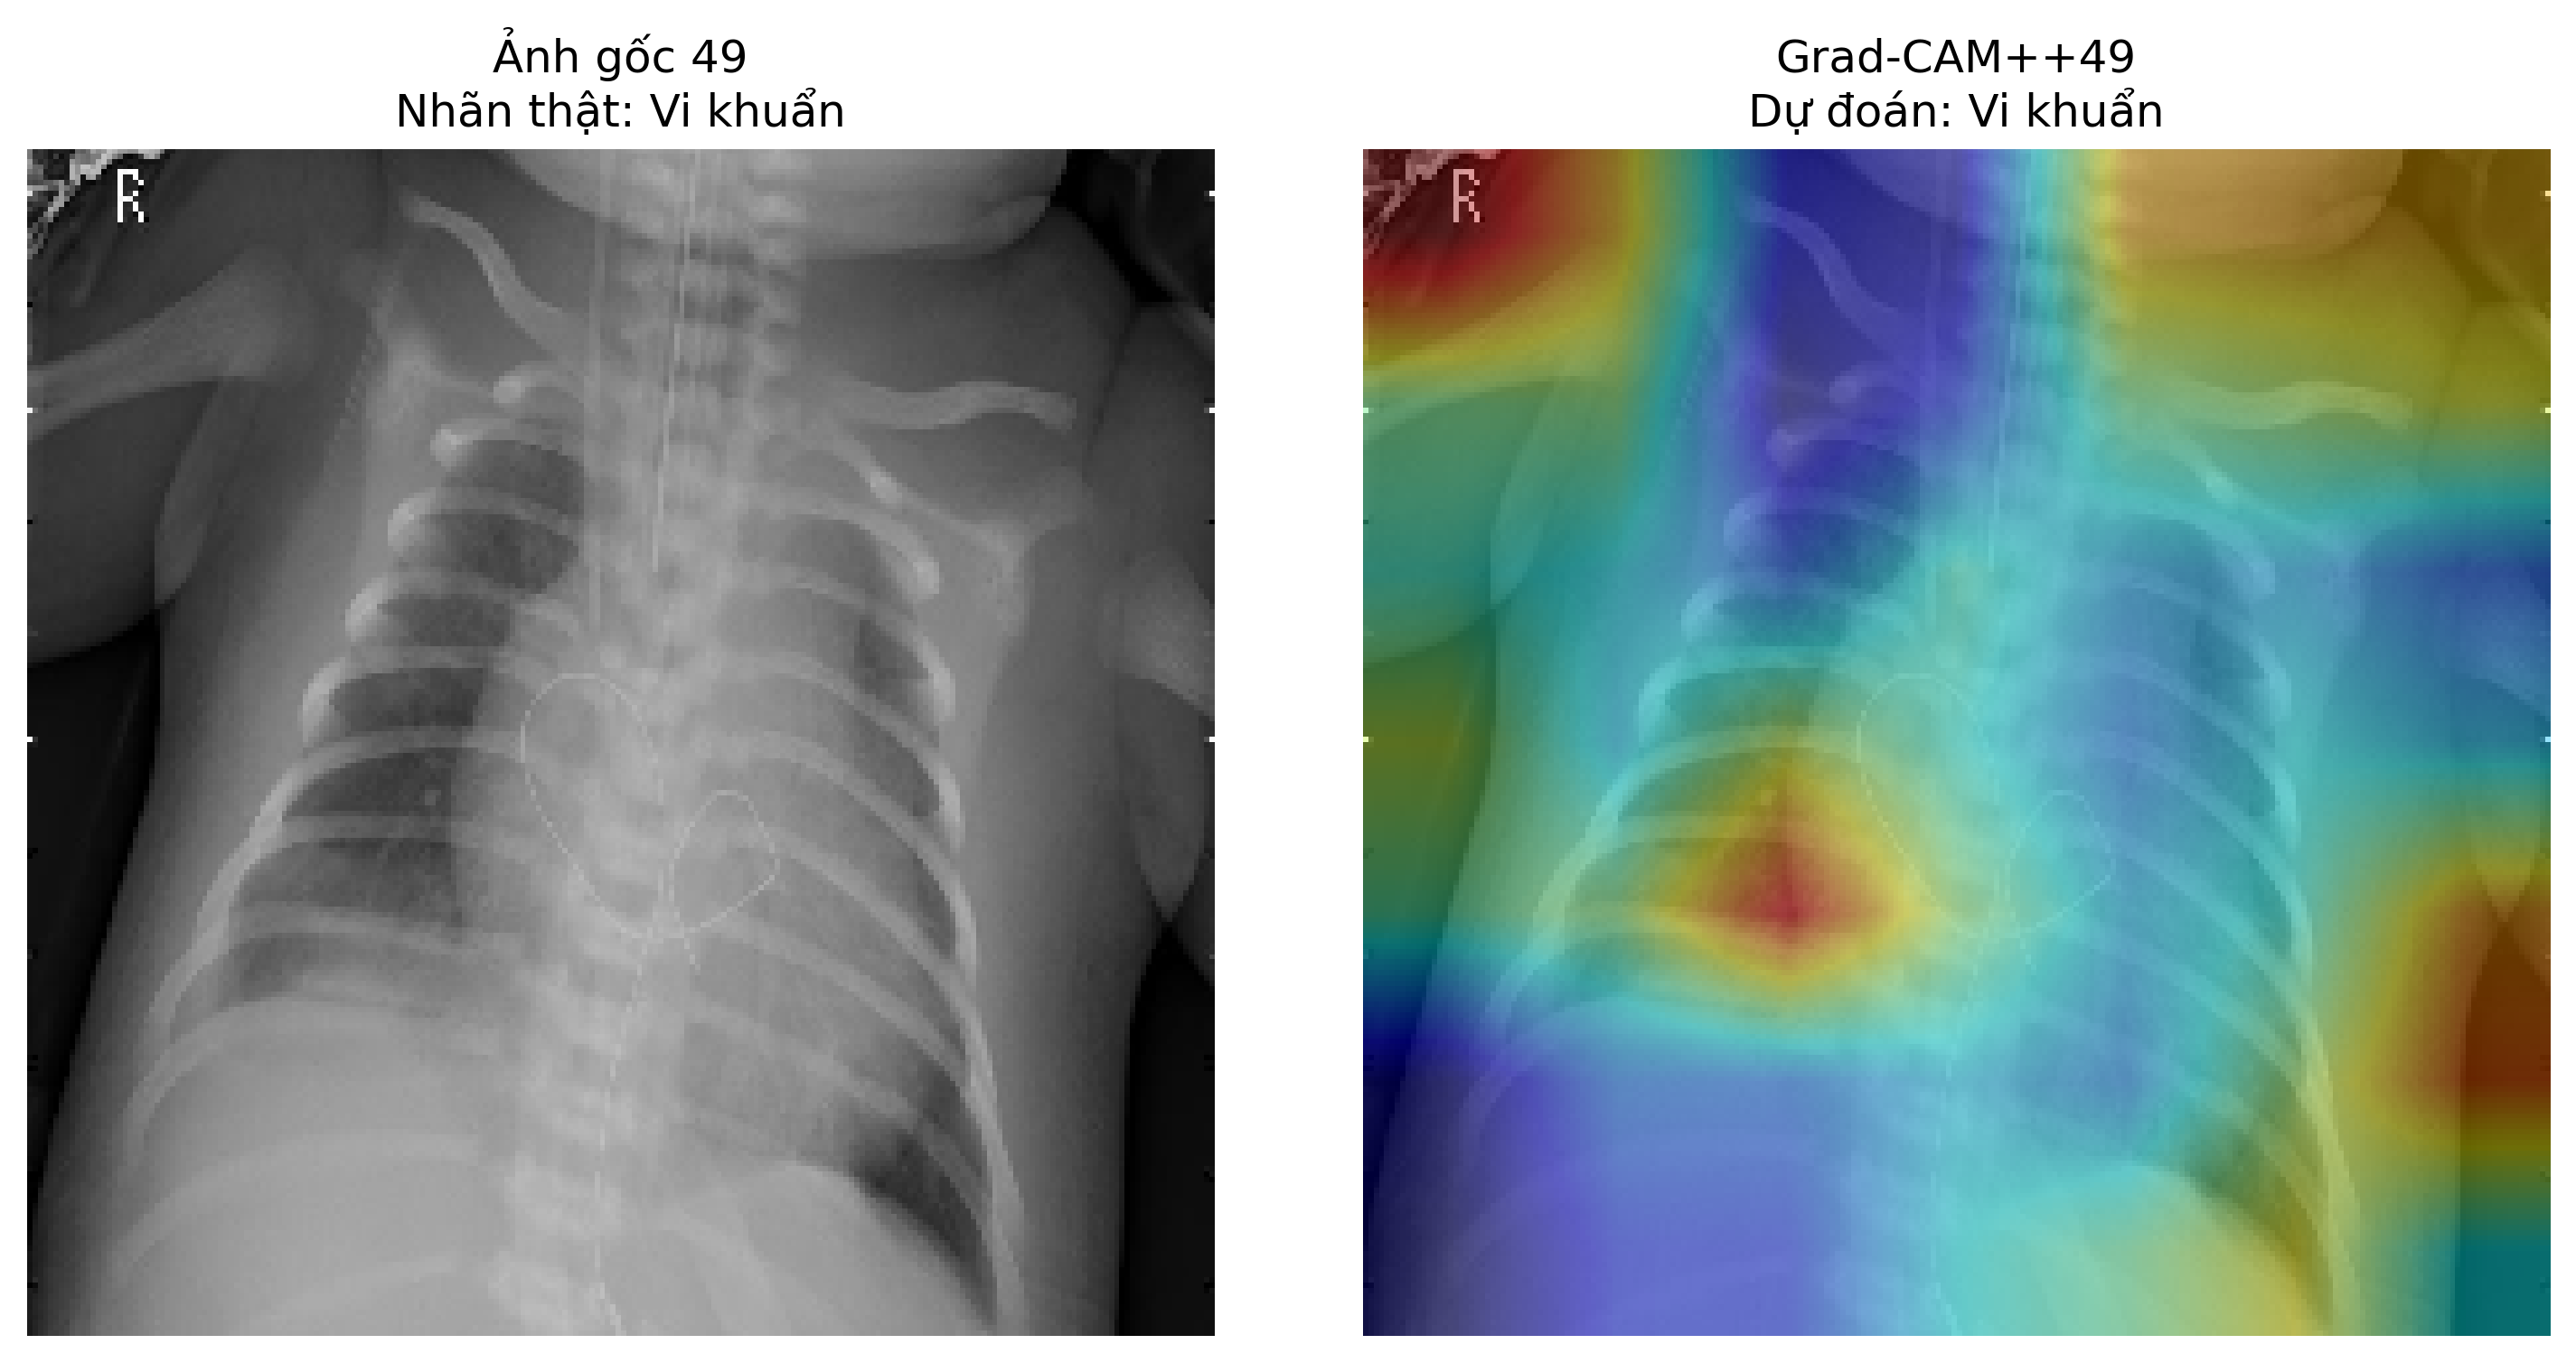 Ảnh gốc 49
Nhãn thật: Vi khuẩn
Grad-CAM++49
Dự đoán: Vi khuẩn
R
R